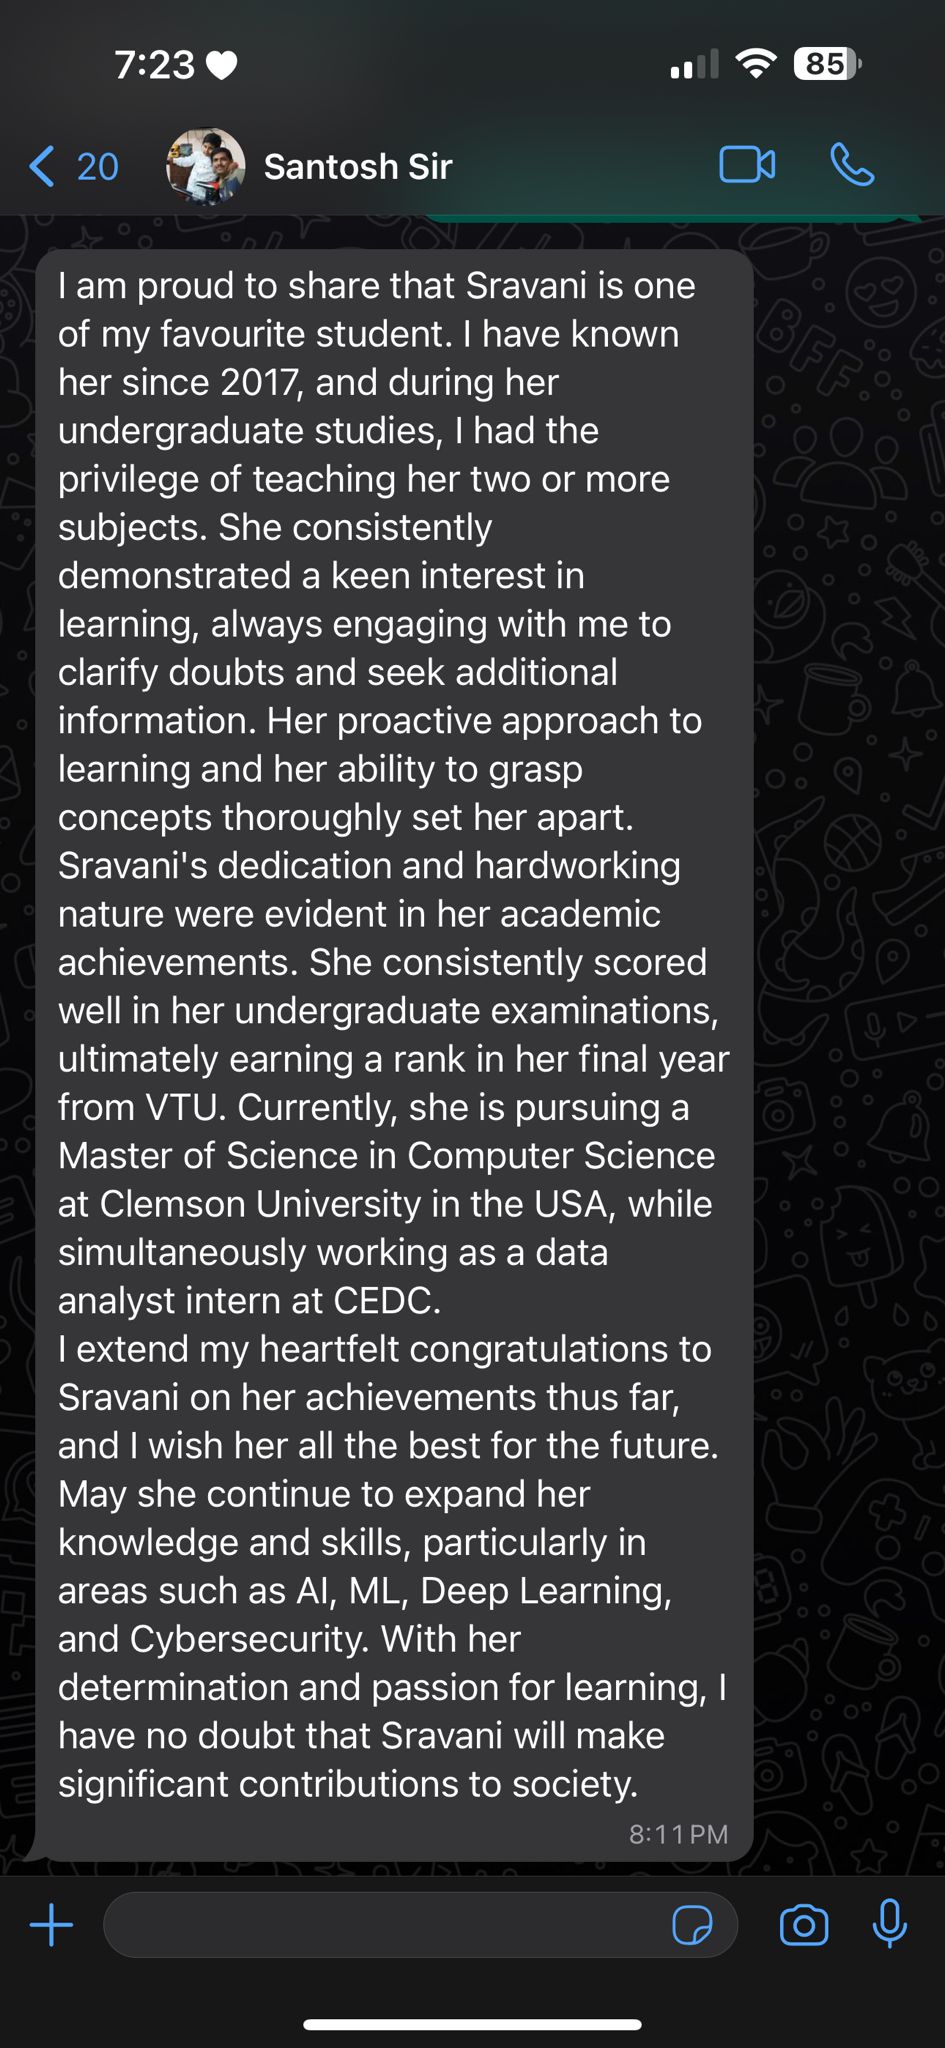 7:23
85
20
Santosh Sir
I am proud to share that Sravani is one
of my favourite student. I have known
her since 2017, and during her
undergraduate studies, I had the
privilege of teaching her two or more
subjects. She consistently
demonstrated a keen interest in
learning, always engaging with me to
clarify doubts and seek additional
information. Her proactive approach to
learning and her ability to grasp
concepts thoroughly set her apart.
Sravani's dedication and hardworking
nature were evident in her academic
achievements. She consistently scored
well in her undergraduate examinations,
ultimately earning a rank in her final year
from VTU. Currently, she is pursuing a
Master of Science in Computer Science
at Clemson University in the USA, while
simultaneously working as a data
analyst intern at CEDC.
I extend my heartfelt congratulations to
Sravani on her achievements thus far,
and I wish her all the best for the future.
May she continue to expand her
knowledge and skills, particularly in
areas such as AI, ML, Deep Learning,
and Cybersecurity. With her
determination and passion for learning, I
have no doubt that Sravani will make
significant contributions to society.
8:11 PM
BFF